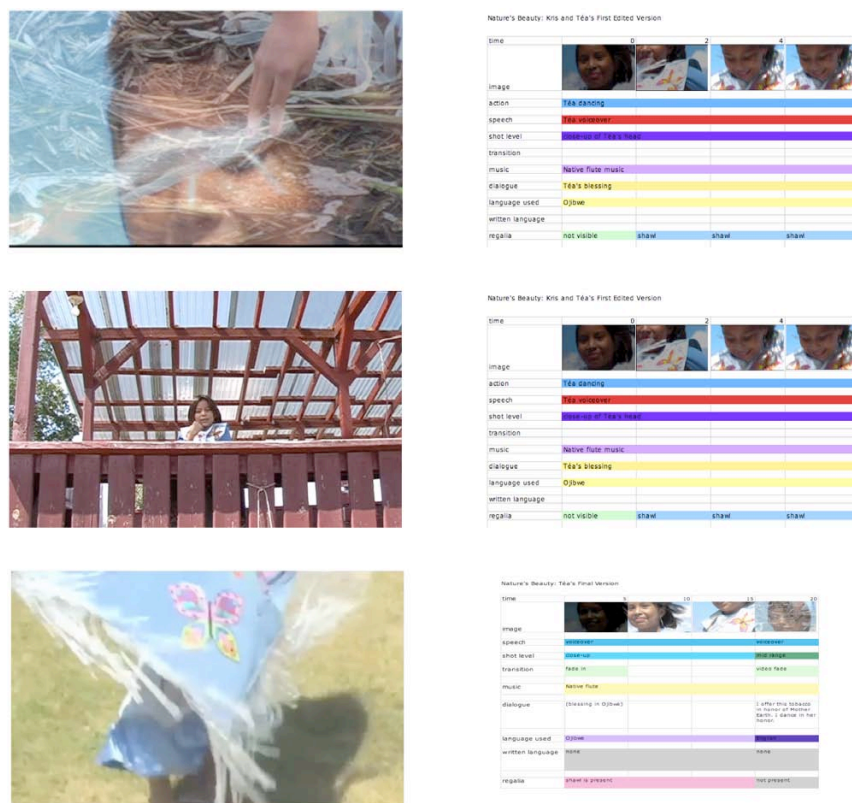 Nature's Beauty: Kris and Téa's First Edited Version
time 0 2 4
image
action Téa dancing
speech Téa voiceover
shot level close-up of Téa's head
transition
music Native flute music
dialogue Téa's blessing
language used Ojibwe
written language
regalia not visible shawl shawl shawl
Nature's Beauty: Kris and Téa's First Edited Version
time 0 2 4
image
action Téa dancing
speech Téa voiceover
shot level close-up of Téa's head
transition
music Native flute music
dialogue Téa's blessing
language used Ojibwe
written language
regalia not visible shawl shawl shawl
Nature's Beauty: Téa's Final Version
time 5 10 15 20
image
speech voiceover voiceover
shot level close-up mid range
transition fade in video fade
music Native flute
dialogue (blessing in Ojibwe) I offer this tobacco
in honor of Mother
Earth. I dance in her
honor.
language used Ojibwe English
written language none none
regalia shawl is present not present